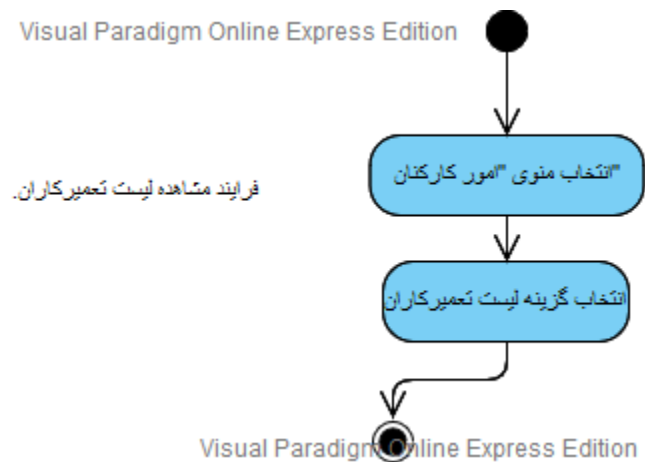 Visual Paradigm Online Express Edition
انتخاب منوی "امور کارکنان"
فرایند مشاهده لیست تعمیرکاران.
انتخاب گزینه لیست تعمیرکاران
Visual Paradigm Online Express Edition